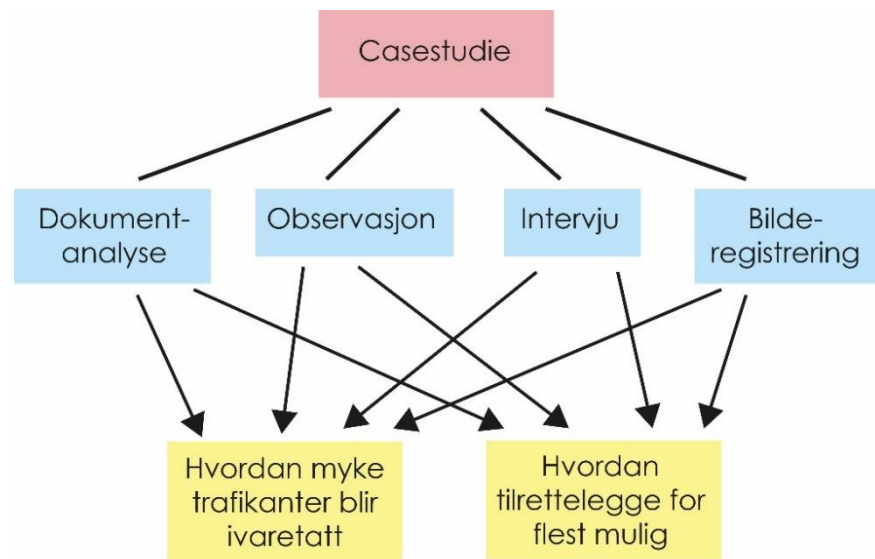 Casestudie
Dokument-
analyse
Observasjon
Intervju
Bilde-
registrering
Hvordan myke
trafikanter blir
ivaretatt
Hvordan
tilrettelegge for
flest mulig